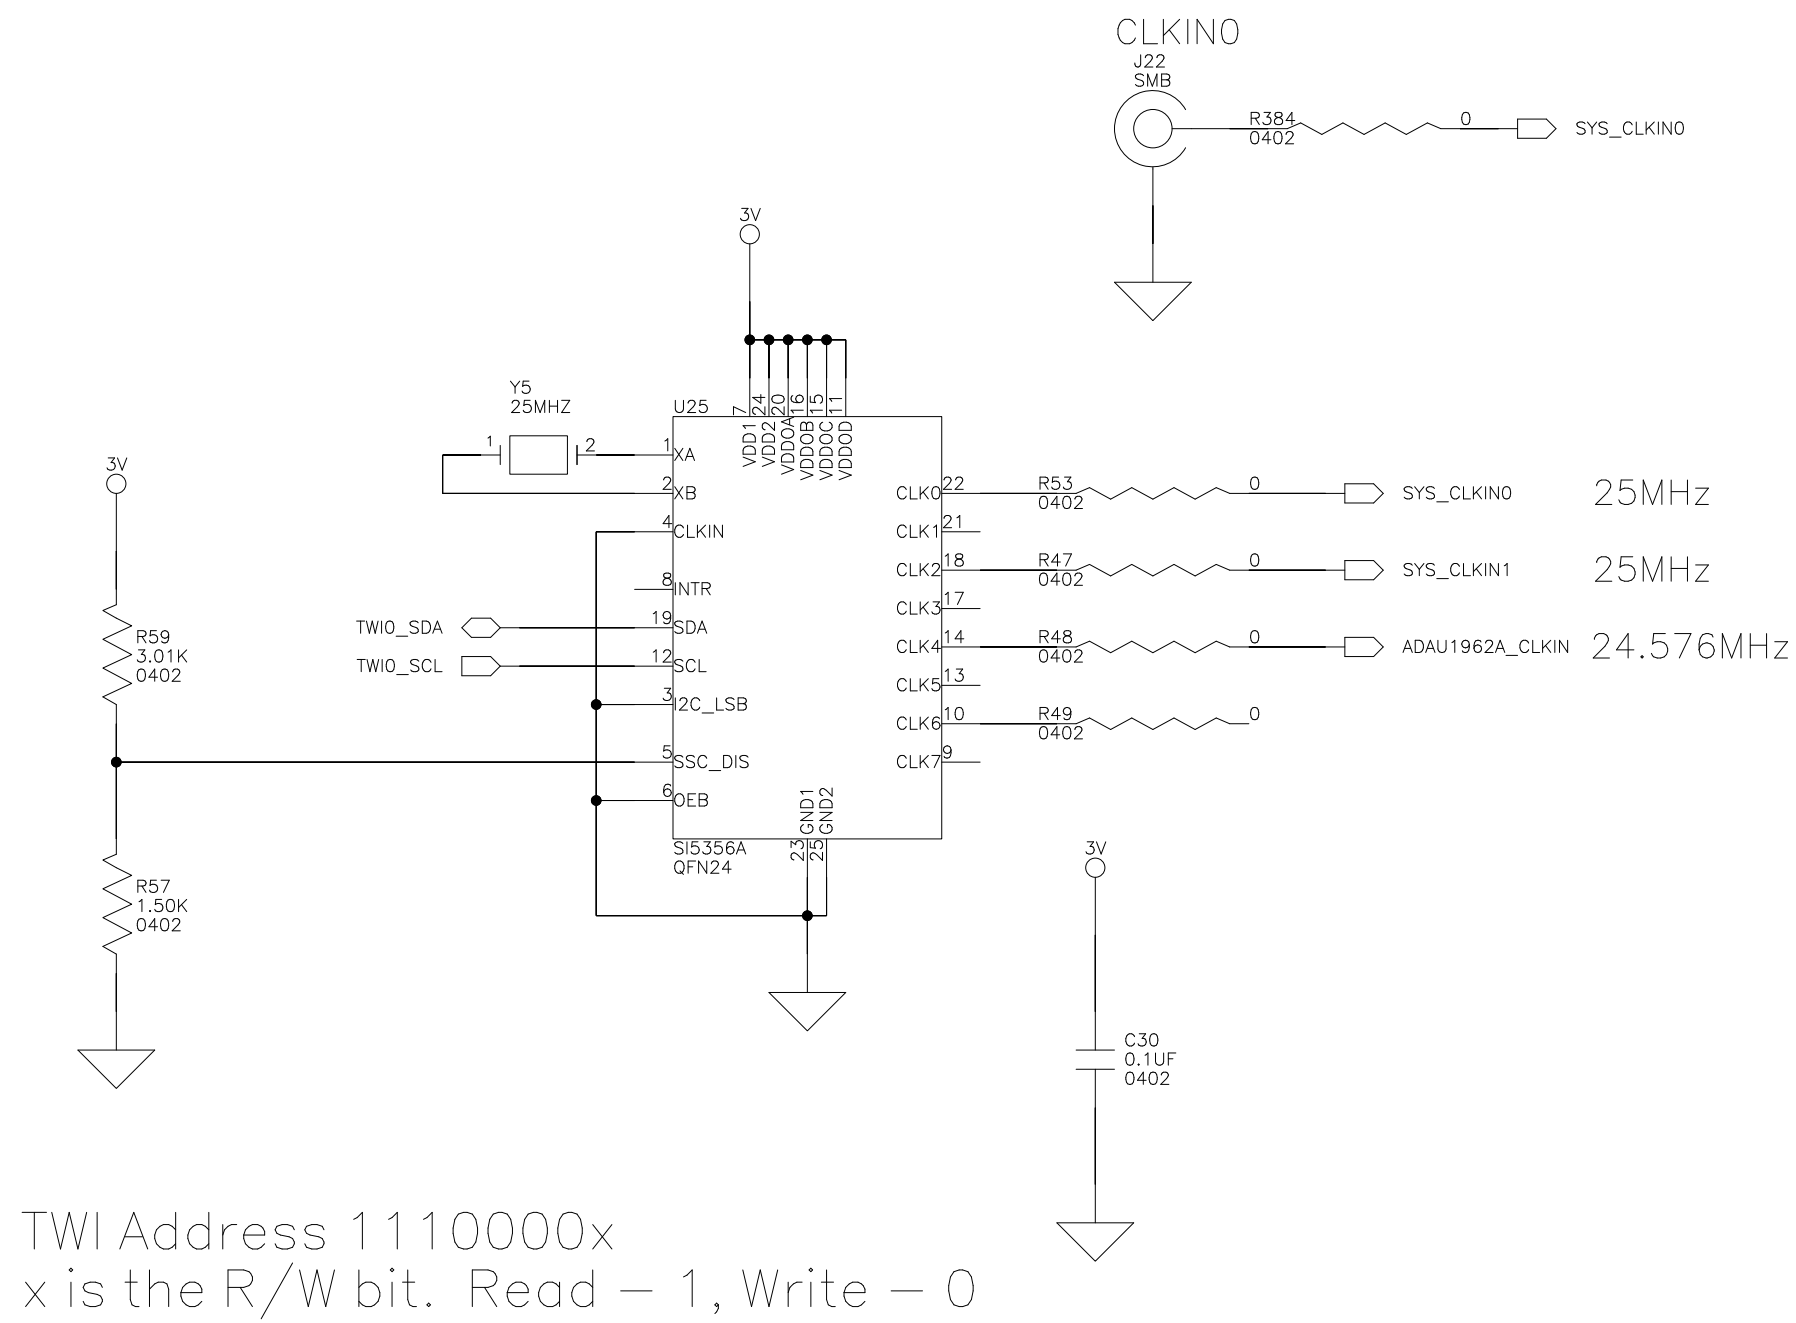 CLKIN0
J22
SMB
R384
0402
0
SYS_CLKIN0
3V
Y5
25MHZ
1
2
U25
7
24
20
16
15
11
VDD1
VDD2
VDDOA
VDDOB
VDDOC
VDDOD
1
XA
2
XB
4
CLKIN
8
INTR
TWI0_SDA
19
SDA
TWI0_SCL
12
SCL
3
I2C_LSB
5
SSC_DIS
6
OEB
CLK0
22
R53
0402
0
SYS_CLKIN0
25MHz
CLK1
21
CLK2
18
R47
0402
0
SYS_CLKIN1
25MHz
CLK3
17
CLK4
14
R48
0402
0
ADAU1962A_CLKIN
24.576MHz
CLK5
13
CLK6
10
R49
0402
0
CLK7
9
GND1
GND2
23
25
SI5356A
QFN24
3V
R59
3.01K
0402
R57
1.50K
0402
3V
C30
0.1UF
0402
TWI Address 1110000x
x is the R/W bit. Read – 1, Write – 0